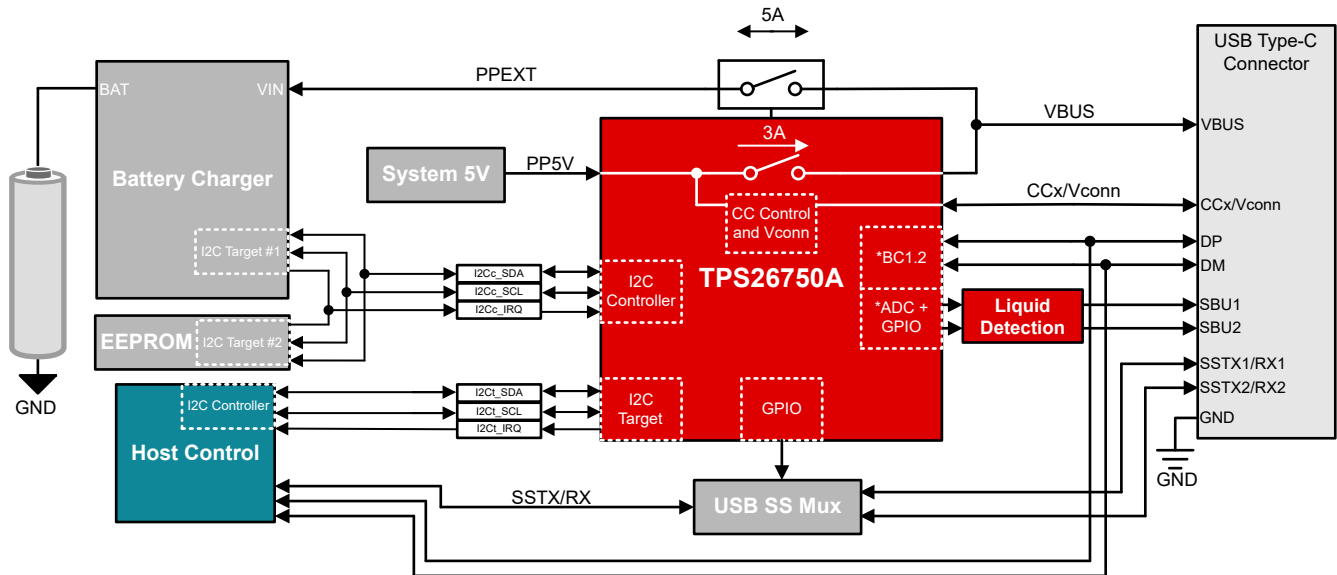 5A
USB Type-C
Connector
PPEXT
BAT
VIN
VBUS
VBUS
3A
Battery Charger
System 5V
PP5V
CCx/Vconn
CCx/Vconn
CC Control
and Vconn
I2C Target #1
*BC1.2
DP
DM
TPS26750A
I2Cc_SDA
I2Cc_SCL
I2Cc_IRQ
I2C
Controller
*ADC +
GPIO
Liquid
Detection
SBU1
SBU2
EEPROM
I2C Target #2
SSTX1/RX1
SSTX2/RX2
GND
I2C Controller
I2Ct_SDA
I2Ct_SCL
I2Ct_IRQ
I2C
Target
GPIO
GND
Host Control
GND
SSTX/RX
USB SS Mux